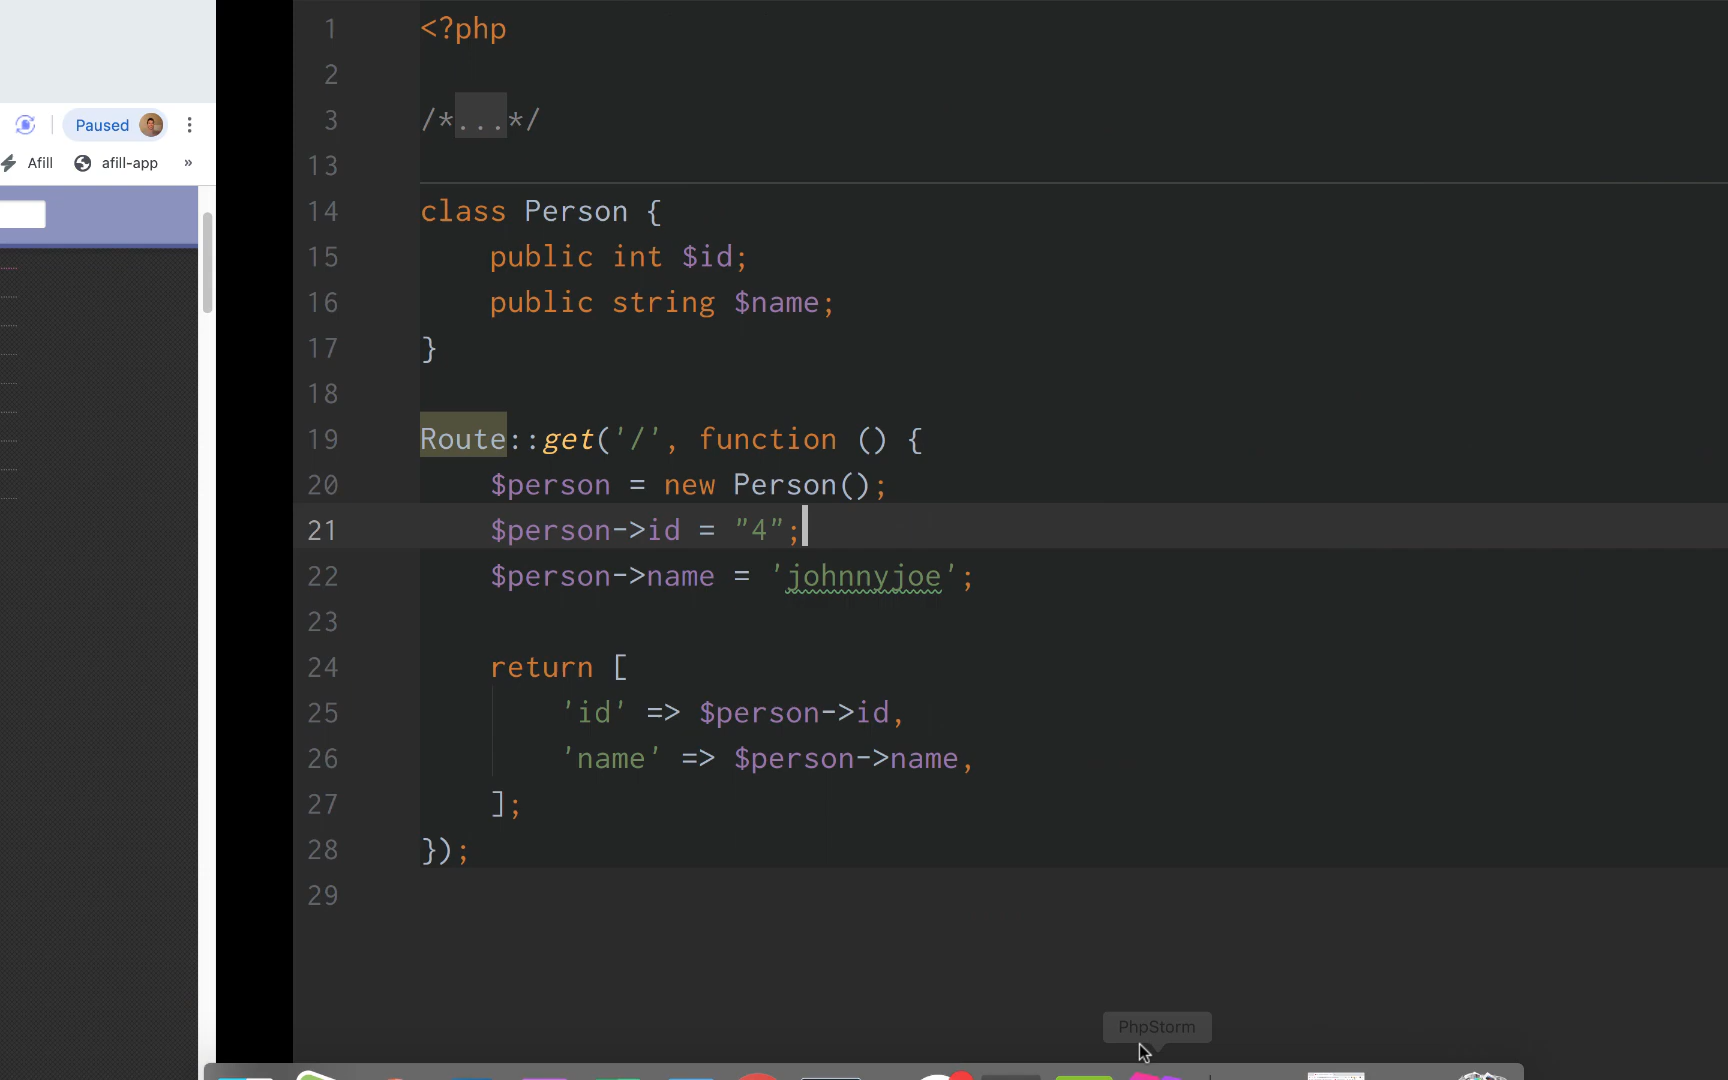 Paused
Afill
afill-app
»
1 <?php
2
3 /*...*/
13
14 class Person {
15 public int $id;
16 public string $name;
17 }
18
19 Route::get('/', function () {
20 $person = new Person();
21 $person->id = "4";
22 $person->name = 'johnnyjoe';
23
24 return [
25 'id' => $person->id,
26 'name' => $person->name,
27 ];
28 });
29
PhpStorm